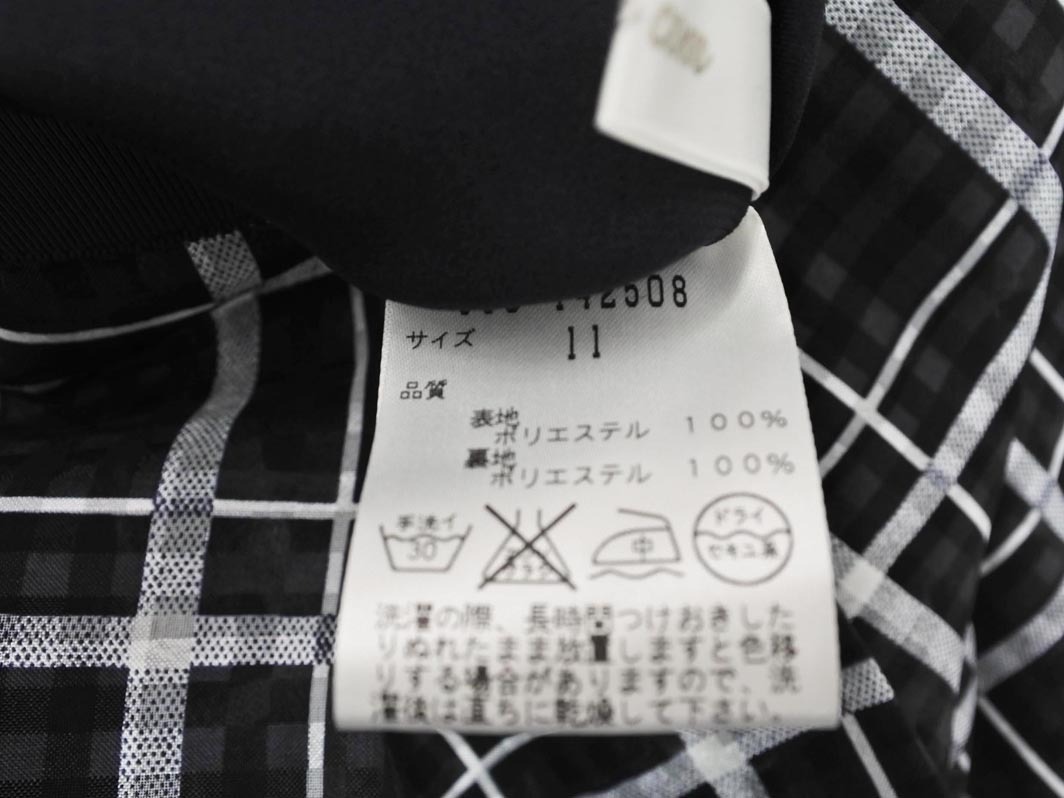 142508
サイズ 11
品質
表地
ポリエステル 100%
裏地
ポリエステル 100%
手洗イ
30
中
ドライ
セキユ系
洗濯の際、長時間つけおきした
りぬれたまま放置しますと色移
りする場合がありますので、洗
濯後は直ちに乾燥して下さい。